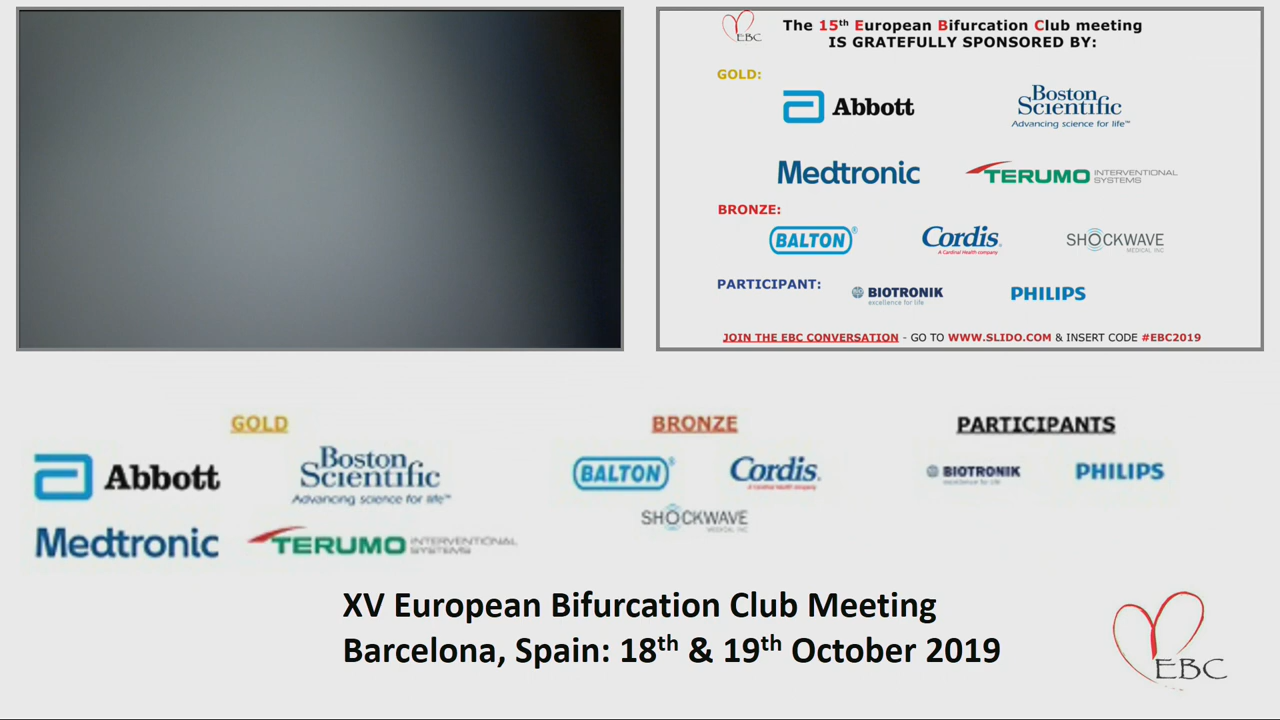 The 15th European Bifurcation Club meeting
IS GRATEFULLY SPONSORED BY:
EBC
GOLD:
Abbott
Boston
Scientific
Advancing science for life™
Medtronic
TERUMO INTERVENTIONAL
SYSTEMS
BRONZE:
BALTON®
Cordis.
A Cardinal Health company
SHOCKWAVE
MEDICAL INC
PARTICIPANT:
BIOTRONIK
excellence for life
PHILIPS
JOIN THE EBC CONVERSATION - GO TO WWW.SLIDO.COM & INSERT CODE #EBC2019
GOLD
Abbott
Boston
Scientific
Advancing science for life™
Medtronic
TERUMO INTERVENTIONAL
SYSTEMS
BRONZE
BALTON®
Cordis.
A Cardinal Health company
SHOCKWAVE
MEDICAL INC
PARTICIPANTS
BIOTRONIK
excellence for life
PHILIPS
XV European Bifurcation Club Meeting
Barcelona, Spain: 18th & 19th October 2019
EBC